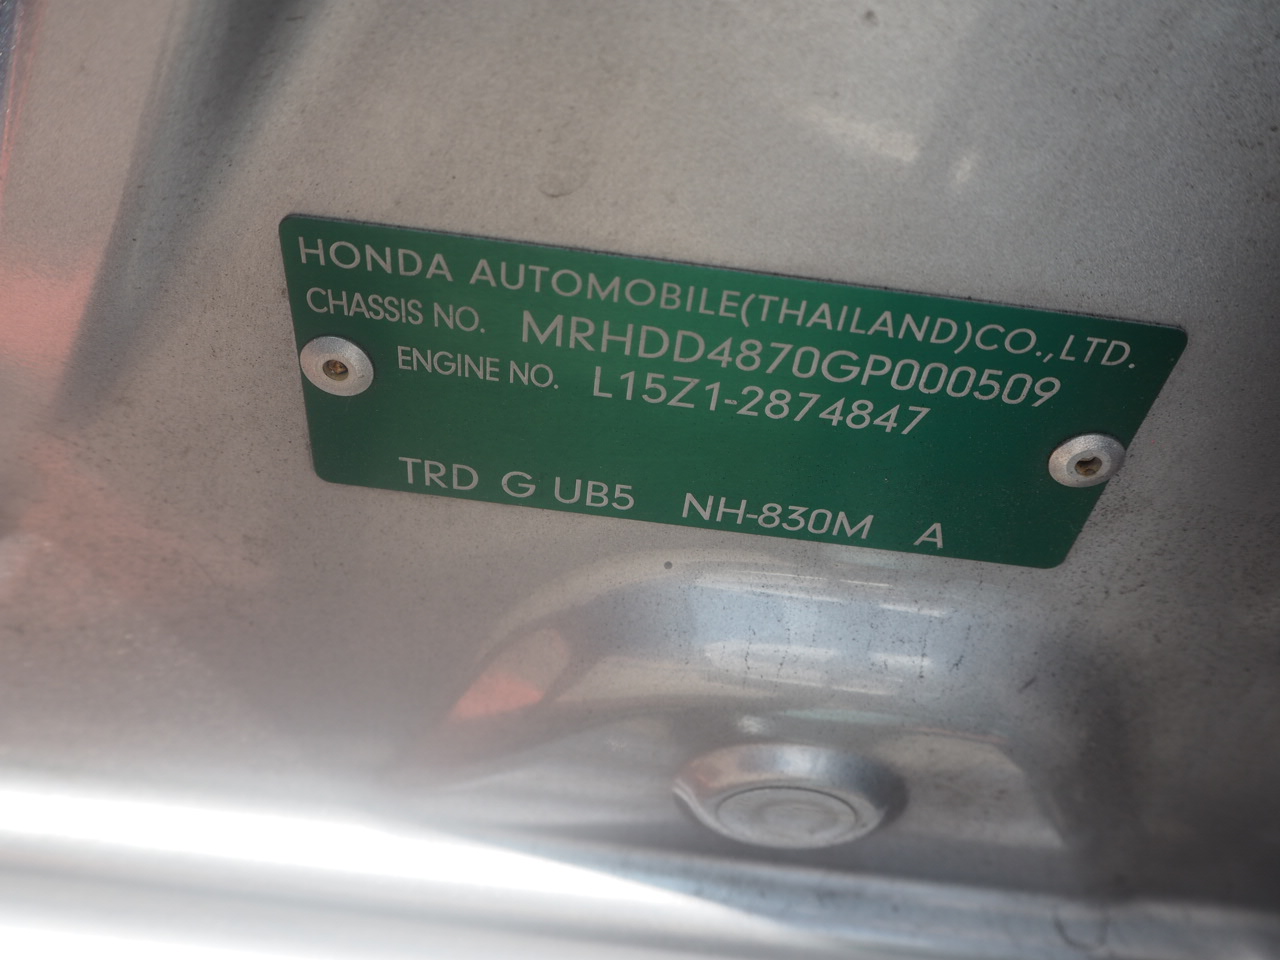 HONDA AUTOMOBILE(THAILAND)CO.,LTD.
CHASSIS NO. MRHDD4870GP000509
ENGINE NO. L15Z1-2874847
TRD G UB5 NH-830M A